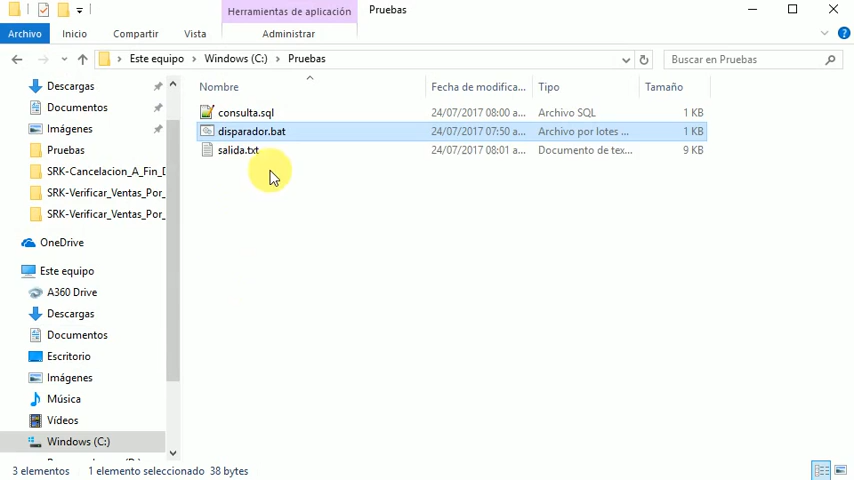 Herramientas de aplicación
Pruebas
Archivo
Inicio
Compartir
Vista
Administrar
Este equipo
Windows (C:)
Pruebas
Buscar en Pruebas
Nombre
Fecha de modifica...
Tipo
Tamaño
consulta.sql
24/07/2017 08:00 a...
Archivo SQL
1 KB
disparador.bat
24/07/2017 07:50 a...
Archivo por lotes ...
1 KB
salida.txt
24/07/2017 08:01 a...
Documento de tex...
9 KB
Descargas
Documentos
Imágenes
Pruebas
SRK-Cancelacion_A_Fin_D
SRK-Verificar_Ventas_Por_
SRK-Verificar_Ventas_Por_
OneDrive
Este equipo
A360 Drive
Descargas
Documentos
Escritorio
Imágenes
Música
Vídeos
Windows (C:)
3 elementos
1 elemento seleccionado 38 bytes